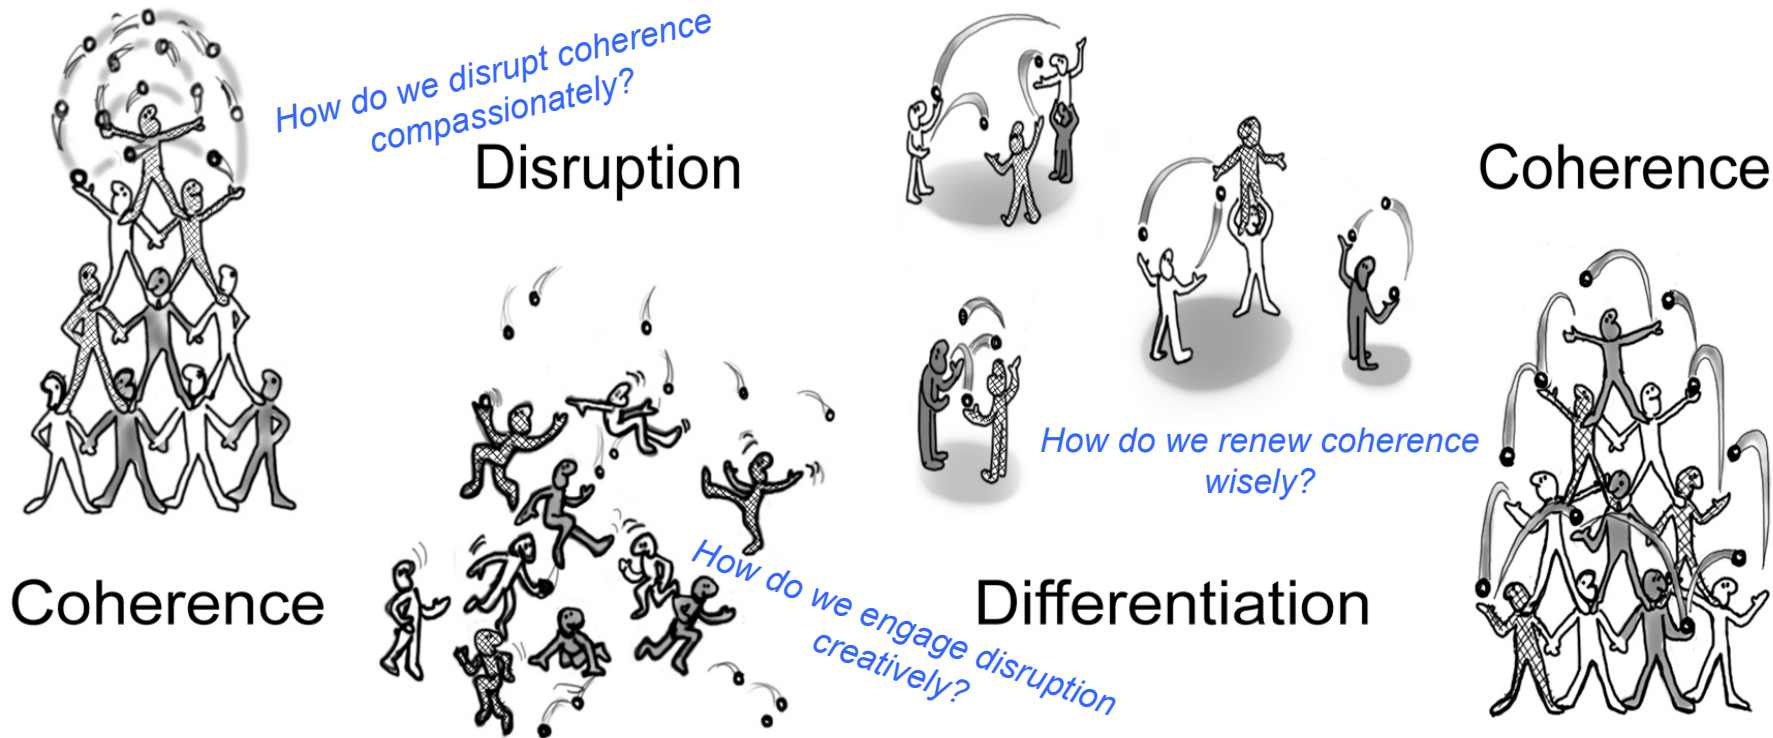 How do we disrupt coherence
compassionately?
Disruption
Coherence
Coherence
How do we renew coherence
wisely?
How do we engage disruption
creatively?
Differentiation